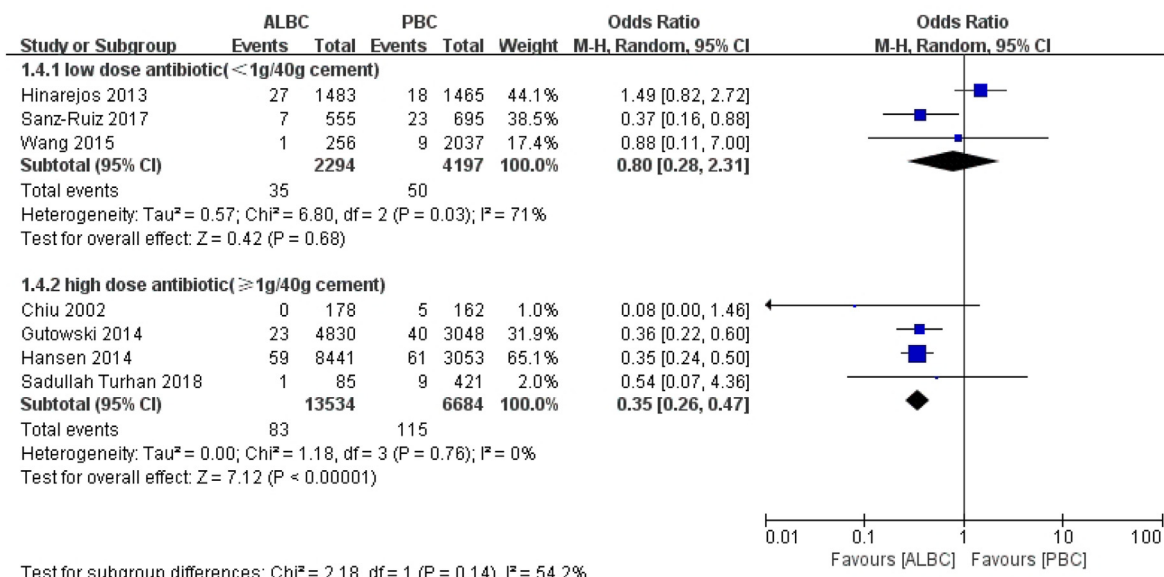 ALBC PBC Odds Ratio Odds Ratio
Study or Subgroup Events Total Events Total Weight M-H, Random, 95% CI M-H, Random, 95% CI
1.4.1 low dose antibiotic(<1g/40g cement)
Hinarejos 2013 27 1483 18 1465 44.1% 1.49 [0.82, 2.72]
Sanz-Ruiz 2017 7 555 23 695 38.5% 0.37 [0.16, 0.88]
Wang 2015 1 256 9 2037 17.4% 0.88 [0.11, 7.00]
Subtotal (95% CI) 2294 4197 100.0% 0.80 [0.28, 2.31]
Total events 35 50
Heterogeneity: Tau² = 0.57; Chi² = 6.80, df = 2 (P = 0.03); I² = 71%
Test for overall effect: Z = 0.42 (P = 0.68)
1.4.2 high dose antibiotic(≥1g/40g cement)
Chiu 2002 0 178 5 162 1.0% 0.08 [0.00, 1.46]
Gutowski 2014 23 4830 40 3048 31.9% 0.36 [0.22, 0.60]
Hansen 2014 59 8441 61 3053 65.1% 0.35 [0.24, 0.50]
Sadullah Turhan 2018 1 85 9 421 2.0% 0.54 [0.07, 4.36]
Subtotal (95% CI) 13534 6684 100.0% 0.35 [0.26, 0.47]
Total events 83 115
Heterogeneity: Tau² = 0.00; Chi² = 1.18, df = 3 (P = 0.76); I² = 0%
Test for overall effect: Z = 7.12 (P < 0.00001)
0.01 0.1 1 10 100
Favours [ALBC] Favours [PBC]
Test for subgroup differences: Chi² = 2.18, df = 1 (P = 0.14), I² = 54.2%